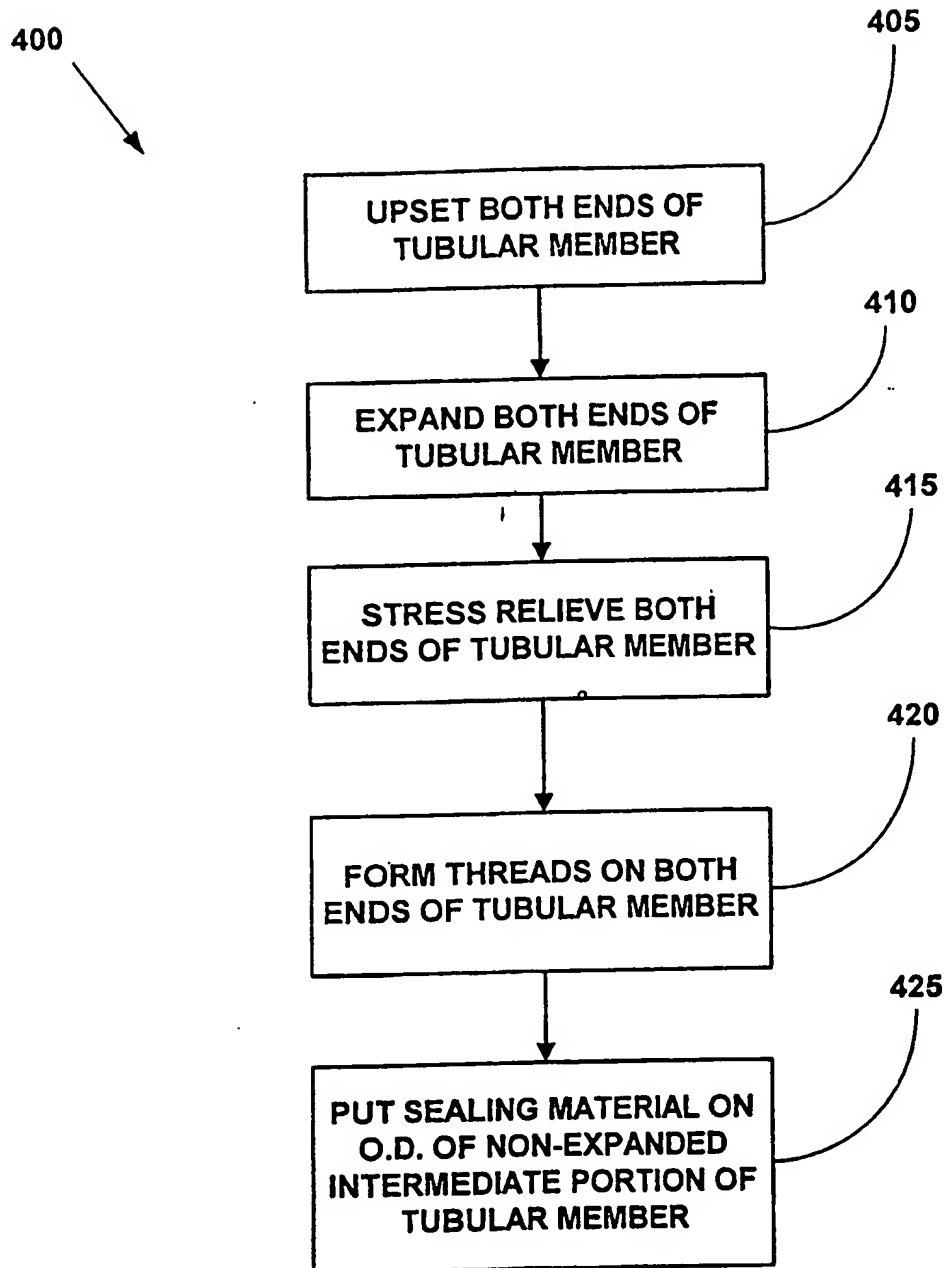 400
405
UPSET BOTH ENDS OF
TUBULAR MEMBER
410
EXPAND BOTH ENDS OF
TUBULAR MEMBER
415
STRESS RELIEVE BOTH
ENDS OF TUBULAR MEMBER
420
FORM THREADS ON BOTH
ENDS OF TUBULAR MEMBER
425
PUT SEALING MATERIAL ON
O.D. OF NON-EXPANDED
INTERMEDIATE PORTION OF
TUBULAR MEMBER